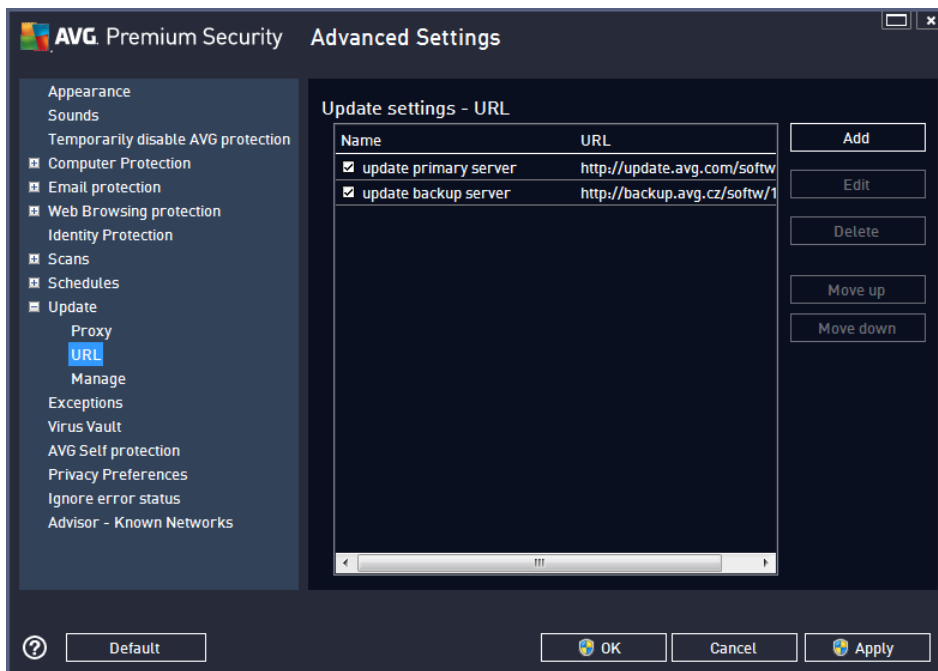 AVG. Premium Security Advanced Settings
Appearance
Sounds
Temporarily disable AVG protection
Computer Protection
Email protection
Web Browsing protection
Identity Protection
Scans
Schedules
Update
Proxy
URL
Manage
Exceptions
Virus Vault
AVG Self protection
Privacy Preferences
Ignore error status
Advisor - Known Networks
Update settings - URL
Name URL
update primary server http://update.avg.com/softw
update backup server http://backup.avg.cz/softw/1
Add
Edit
Delete
Move up
Move down
? Default OK Cancel Apply